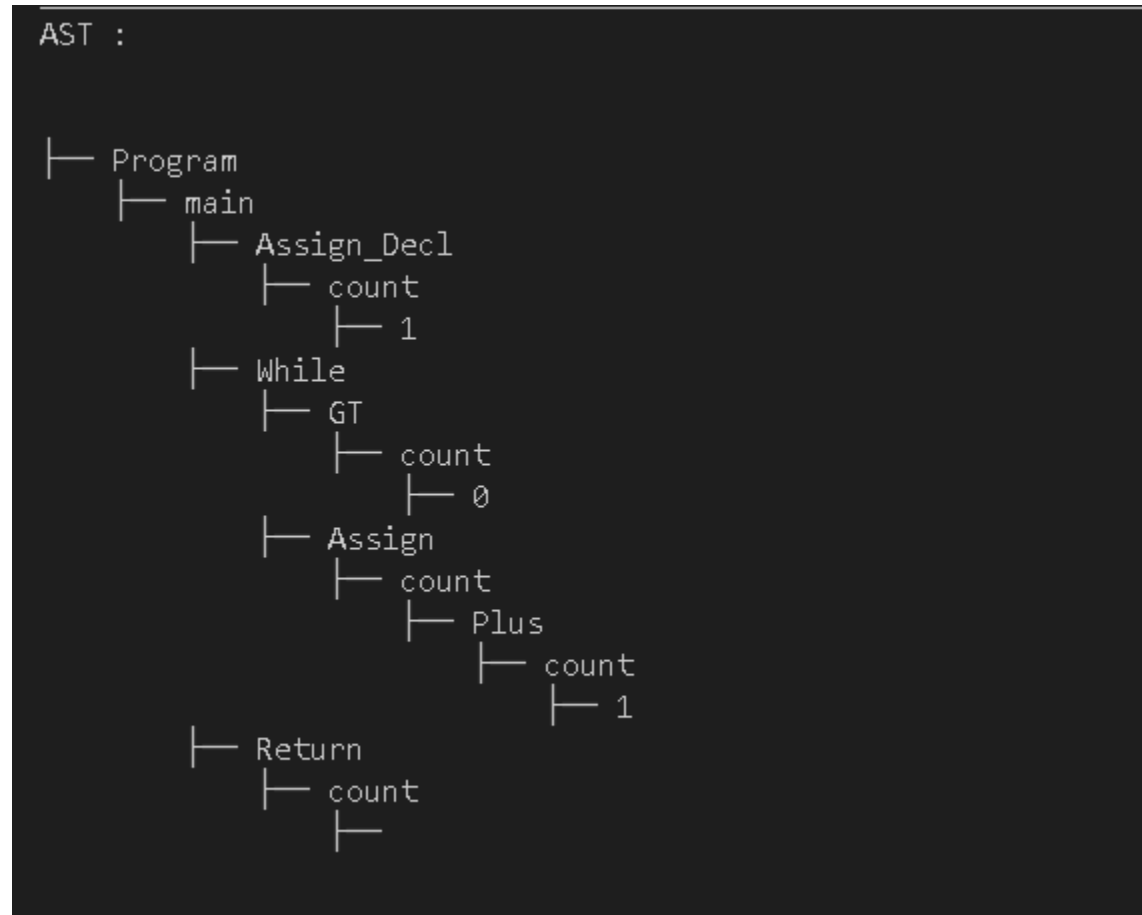 AST :
├── Program
    ├── main
        ├── Assign_Decl
            ├── count
                ├── 1
        ├── While
            ├── GT
                ├── count
                    ├── 0
            ├── Assign
                ├── count
                    ├── Plus
                        ├── count
                            ├── 1
        ├── Return
            ├── count
                ├──